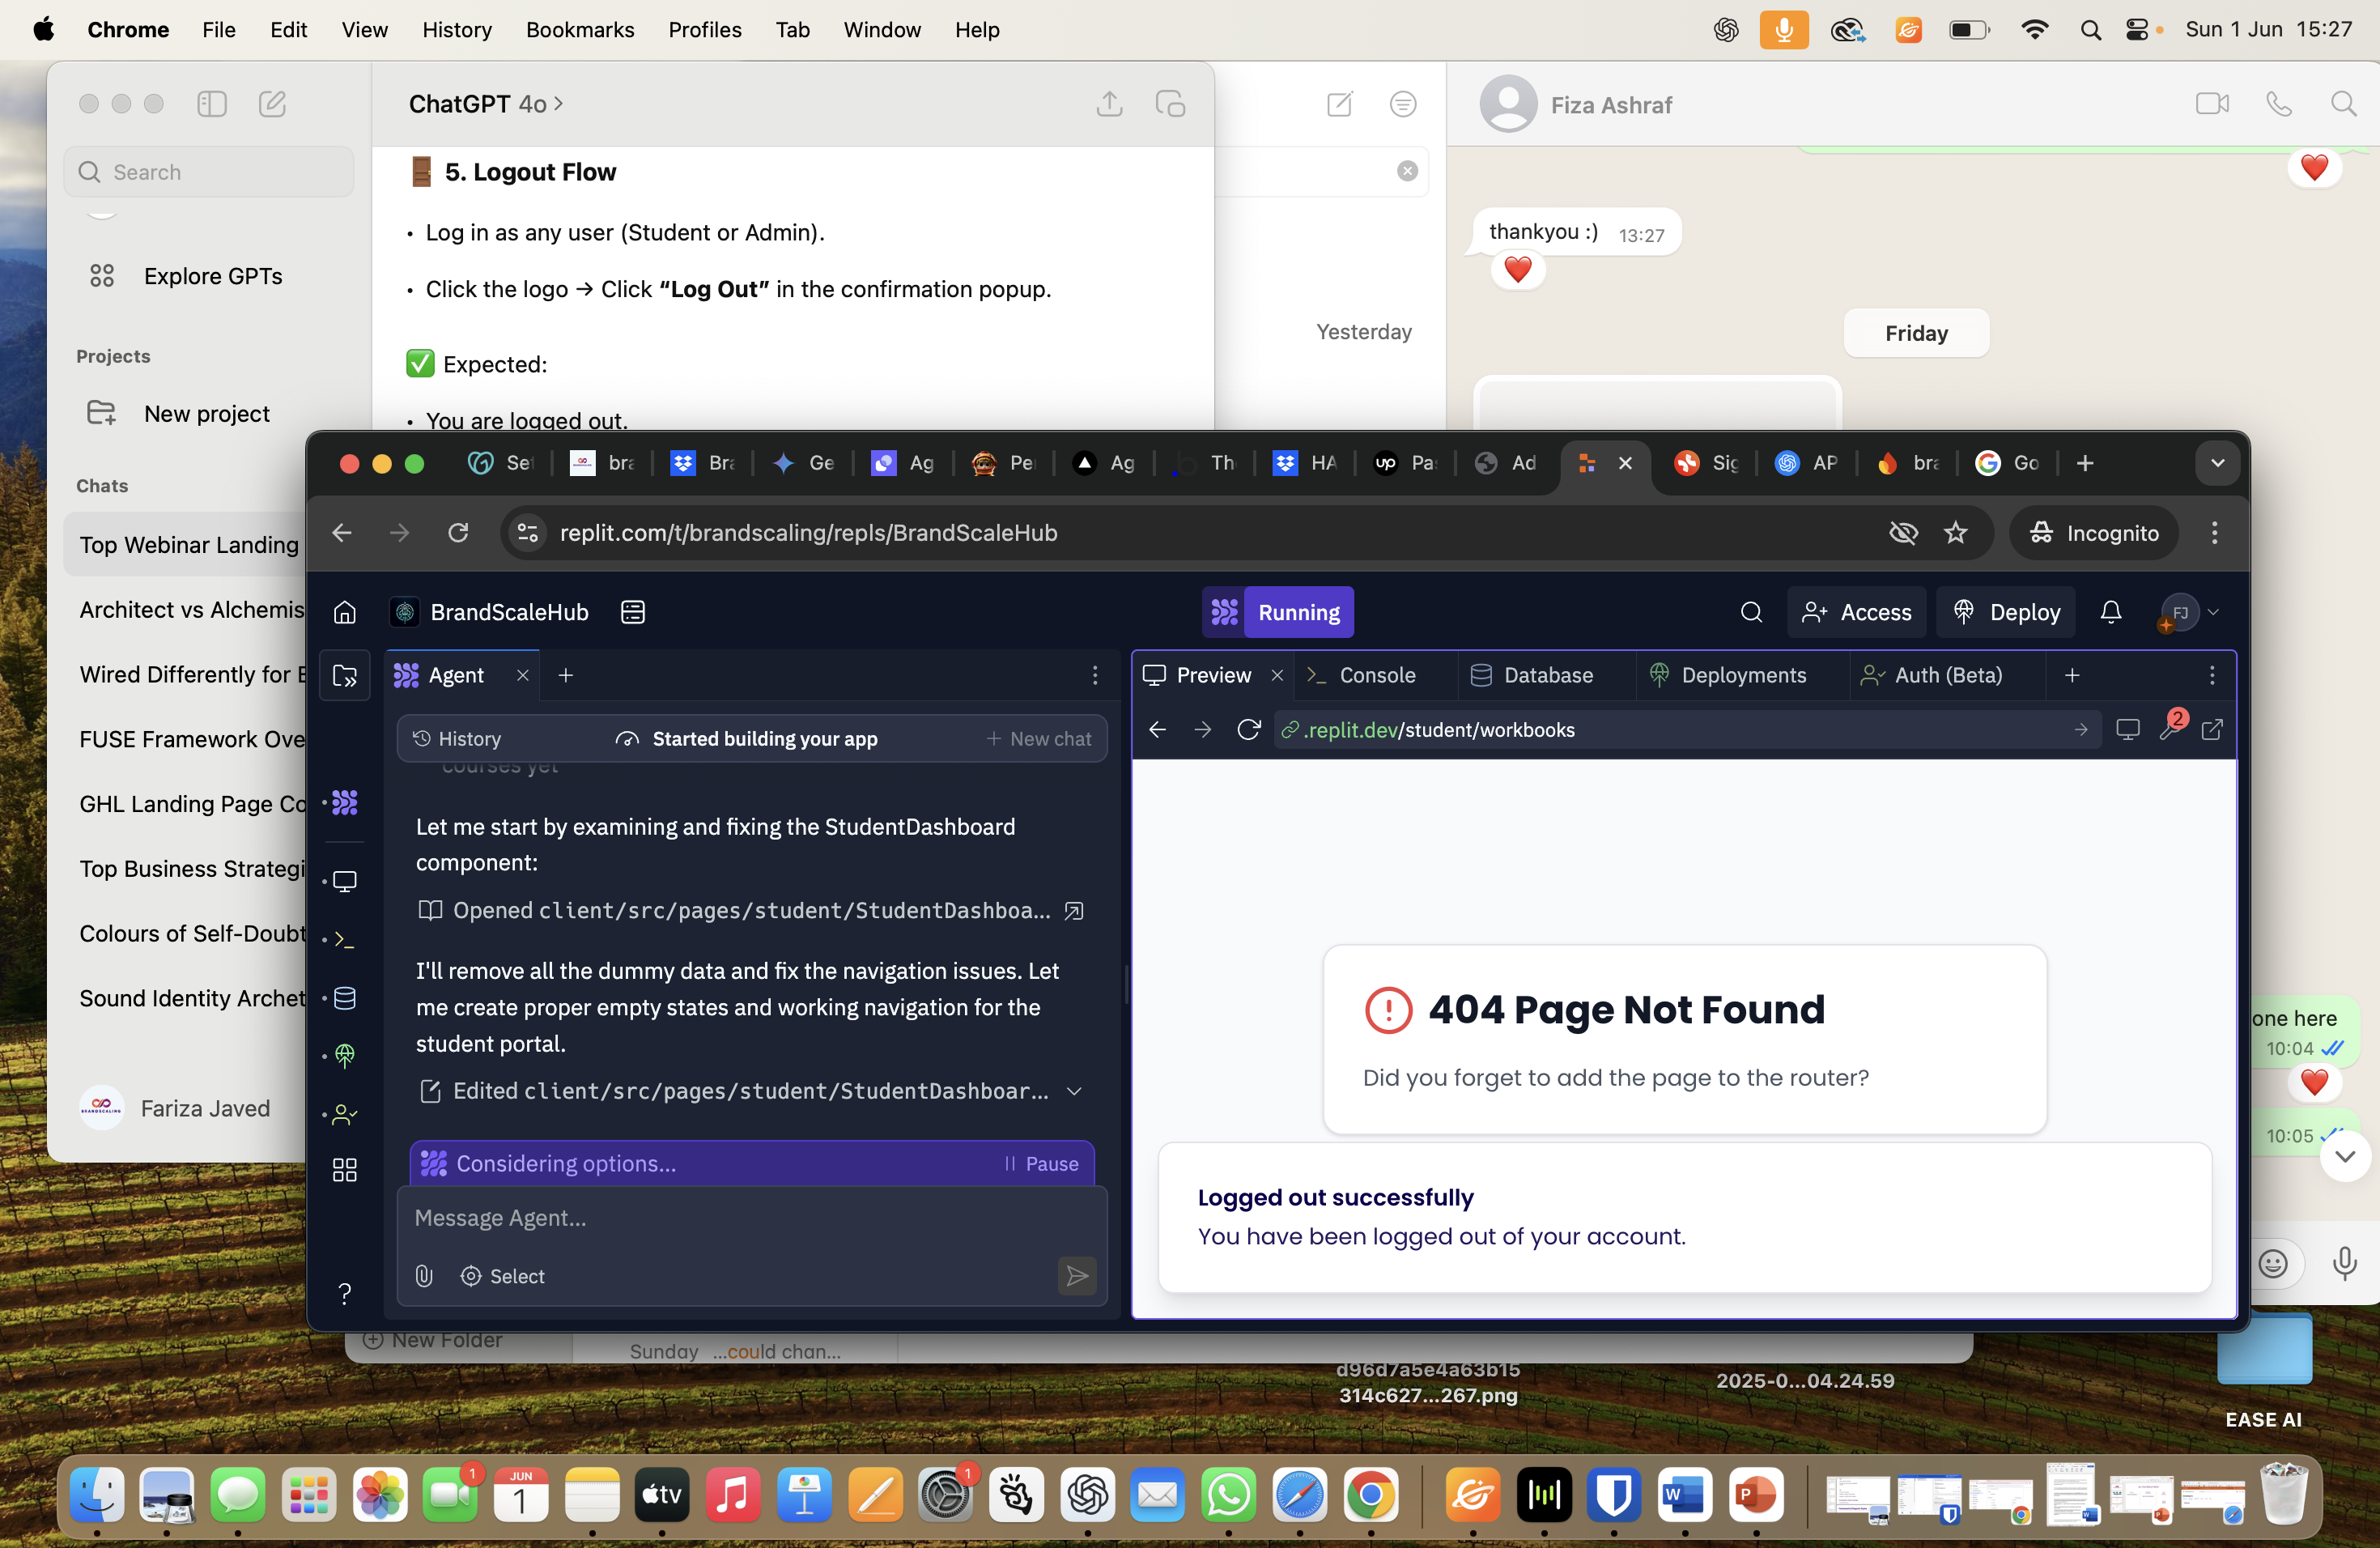 Chrome File Edit View History Bookmarks Profiles Tab Window Help
Sun 1 Jun 15:27
ChatGPT 4o >
Search
Explore GPTs
Projects
New project
Chats
Top Webinar Landing
Architect vs Alchemis
Wired Differently for E
FUSE Framework Ove
GHL Landing Page Co
Top Business Strategi
Colours of Self-Doubt
Sound Identity Archet
Fariza Javed
5. Logout Flow
• Log in as any user (Student or Admin).
• Click the logo → Click “Log Out” in the confirmation popup.
✅ Expected:
• You are logged out.
Yesterday
Fiza Ashraf
thankyou :) 13:27
Friday
one here
10:04
10:05
Set bra Bra Ge Ag Pe Ag Th HA Pa Ad Sig AP bra Go
replit.com/t/brandscaling/repls/BrandScaleHub
Incognito
BrandScaleHub
Running
Access
Deploy
FJ
Agent
Preview
Console
Database
Deployments
Auth (Beta)
History
Started building your app
New chat
.replit.dev/student/workbooks
2
courses yet
Let me start by examining and fixing the StudentDashboard
component:
Opened client/src/pages/student/StudentDashboa...
I'll remove all the dummy data and fix the navigation issues. Let
me create proper empty states and working navigation for the
student portal.
Edited client/src/pages/student/StudentDashboar...
Considering options...
Pause
Message Agent...
Select
404 Page Not Found
Did you forget to add the page to the router?
Logged out successfully
You have been logged out of your account.
New Folder
Sunday ...could chan...
d96d7a5e4a63b15
314c627...267.png
2025-0...04.24.59
EASE AI
1
JUN
1
tv
1